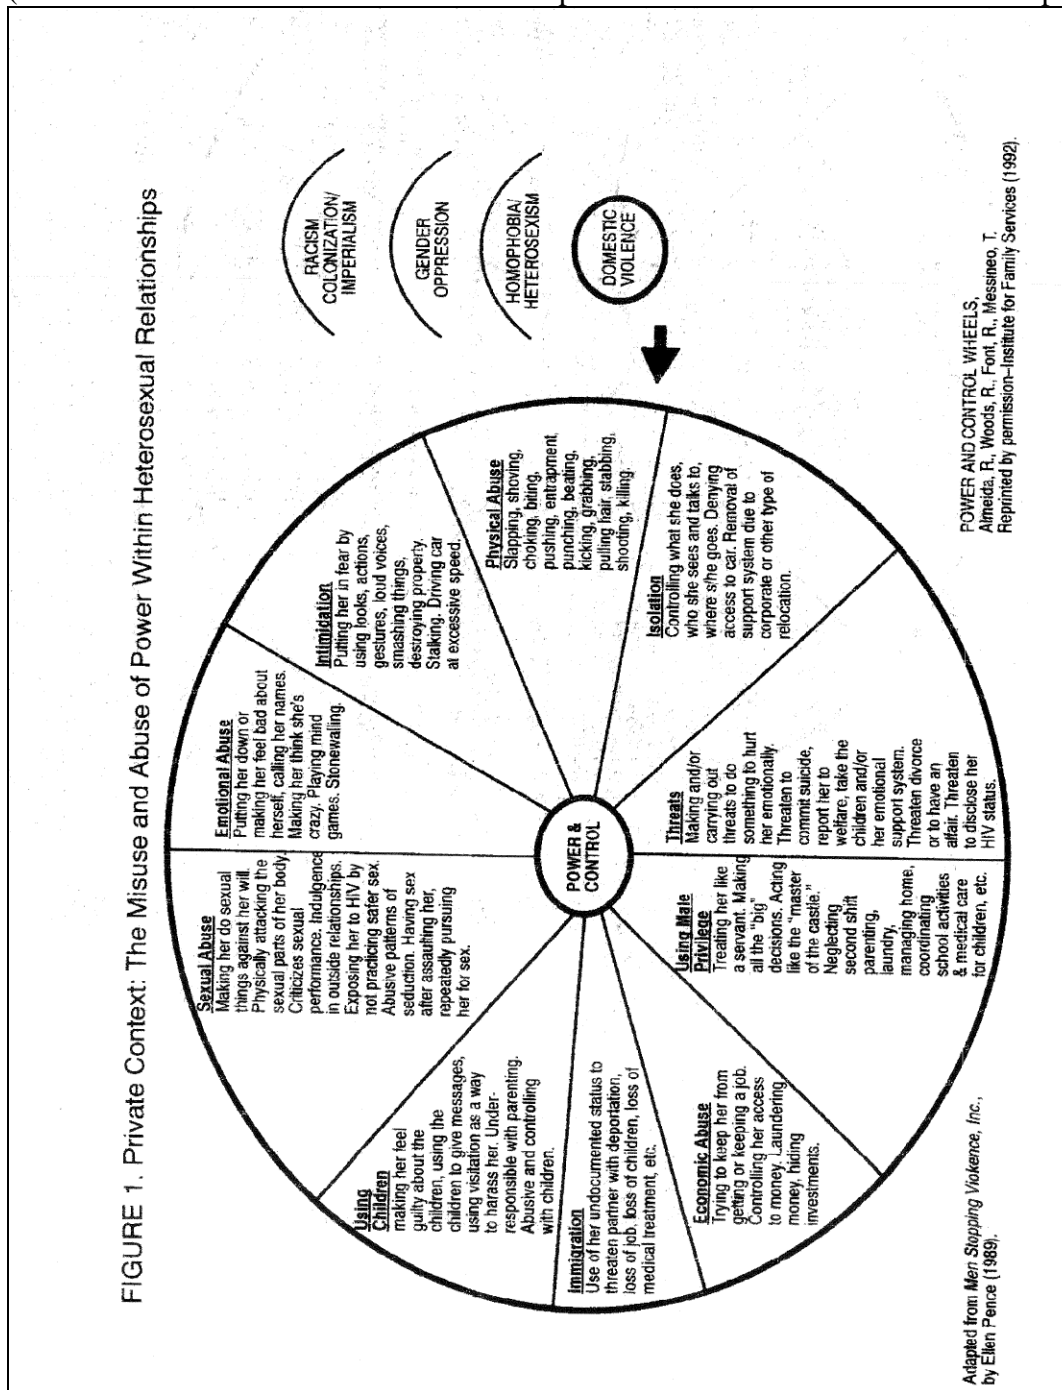 FIGURE 1. Private Context: The Misuse and Abuse of Power Within Heterosexual Relationships
RACISM
COLONIZATION/
IMPERIALISM
GENDER
OPPRESSION
HOMOPHOBIA/
HETEROSEXISM
DOMESTIC
VIOLENCE
POWER &
CONTROL
Physical Abuse
Slapping, shoving,
choking, biting,
pushing, entrapment,
punching, beating,
kicking, grabbing,
pulling hair, stabbing,
shooting, killing.
Isolation
Controlling what she does,
who she sees and talks to,
where s/he goes. Denying
access to car. Removal of
support system due to
corporate or other type of
relocation.
Threats
Making and/or
carrying out
threats to do
something to hurt
her emotionally.
Threaten to
commit suicide,
report her to
welfare, take the
children and/or
her emotional
support system.
Threaten divorce
or to have an
affair. Threaten
to disclose her
HIV status.
Using Male
Privilege
Treating her like
a servant. Making
all the "big"
decisions. Acting
like the "master
of the castle."
Neglecting
second shift
parenting,
laundry,
managing home,
coordinating
school activities
& medical care
for children, etc.
Economic Abuse
Trying to keep her from
getting or keeping a job.
Controlling her access
to money. Laundering
money, hiding
investments.
Immigration
Use of her undocumented status to
threaten partner with deportation,
loss of job, loss of children, loss of
medical treatment, etc.
Using
Children
making her feel
guilty about the
children, using the
children to give messages,
using visitation as a way
to harass her. Under-
responsible with parenting.
Abusive and controlling
with children.
Sexual Abuse
Making her do sexual
things against her will.
Physically attacking the
sexual parts of her body.
Criticizes sexual
performance. Indulgence
in outside relationships.
Exposing her to HIV by
not practicing safer sex.
Abusive patterns of
seduction. Having sex
after assaulting her,
repeatedly pursuing
her for sex.
Emotional Abuse
Putting her down or
making her feel bad about
herself, calling her names.
Making her think she's
crazy. Playing mind
games. Stonewaling.
Intimidation
Putting her in fear by
using looks, actions,
gestures, loud voices,
smashing things,
destroying property.
Stalking. Driving car
at excessive speed.
Adapted from Men Stopping Violence, Inc.,
by Ellen Pence (1989).
POWER AND CONTROL WHEELS,
Almeida, R., Woods, R., Font, R., Messineo, T.
Reprinted by permission–Institute for Family Services (1992).